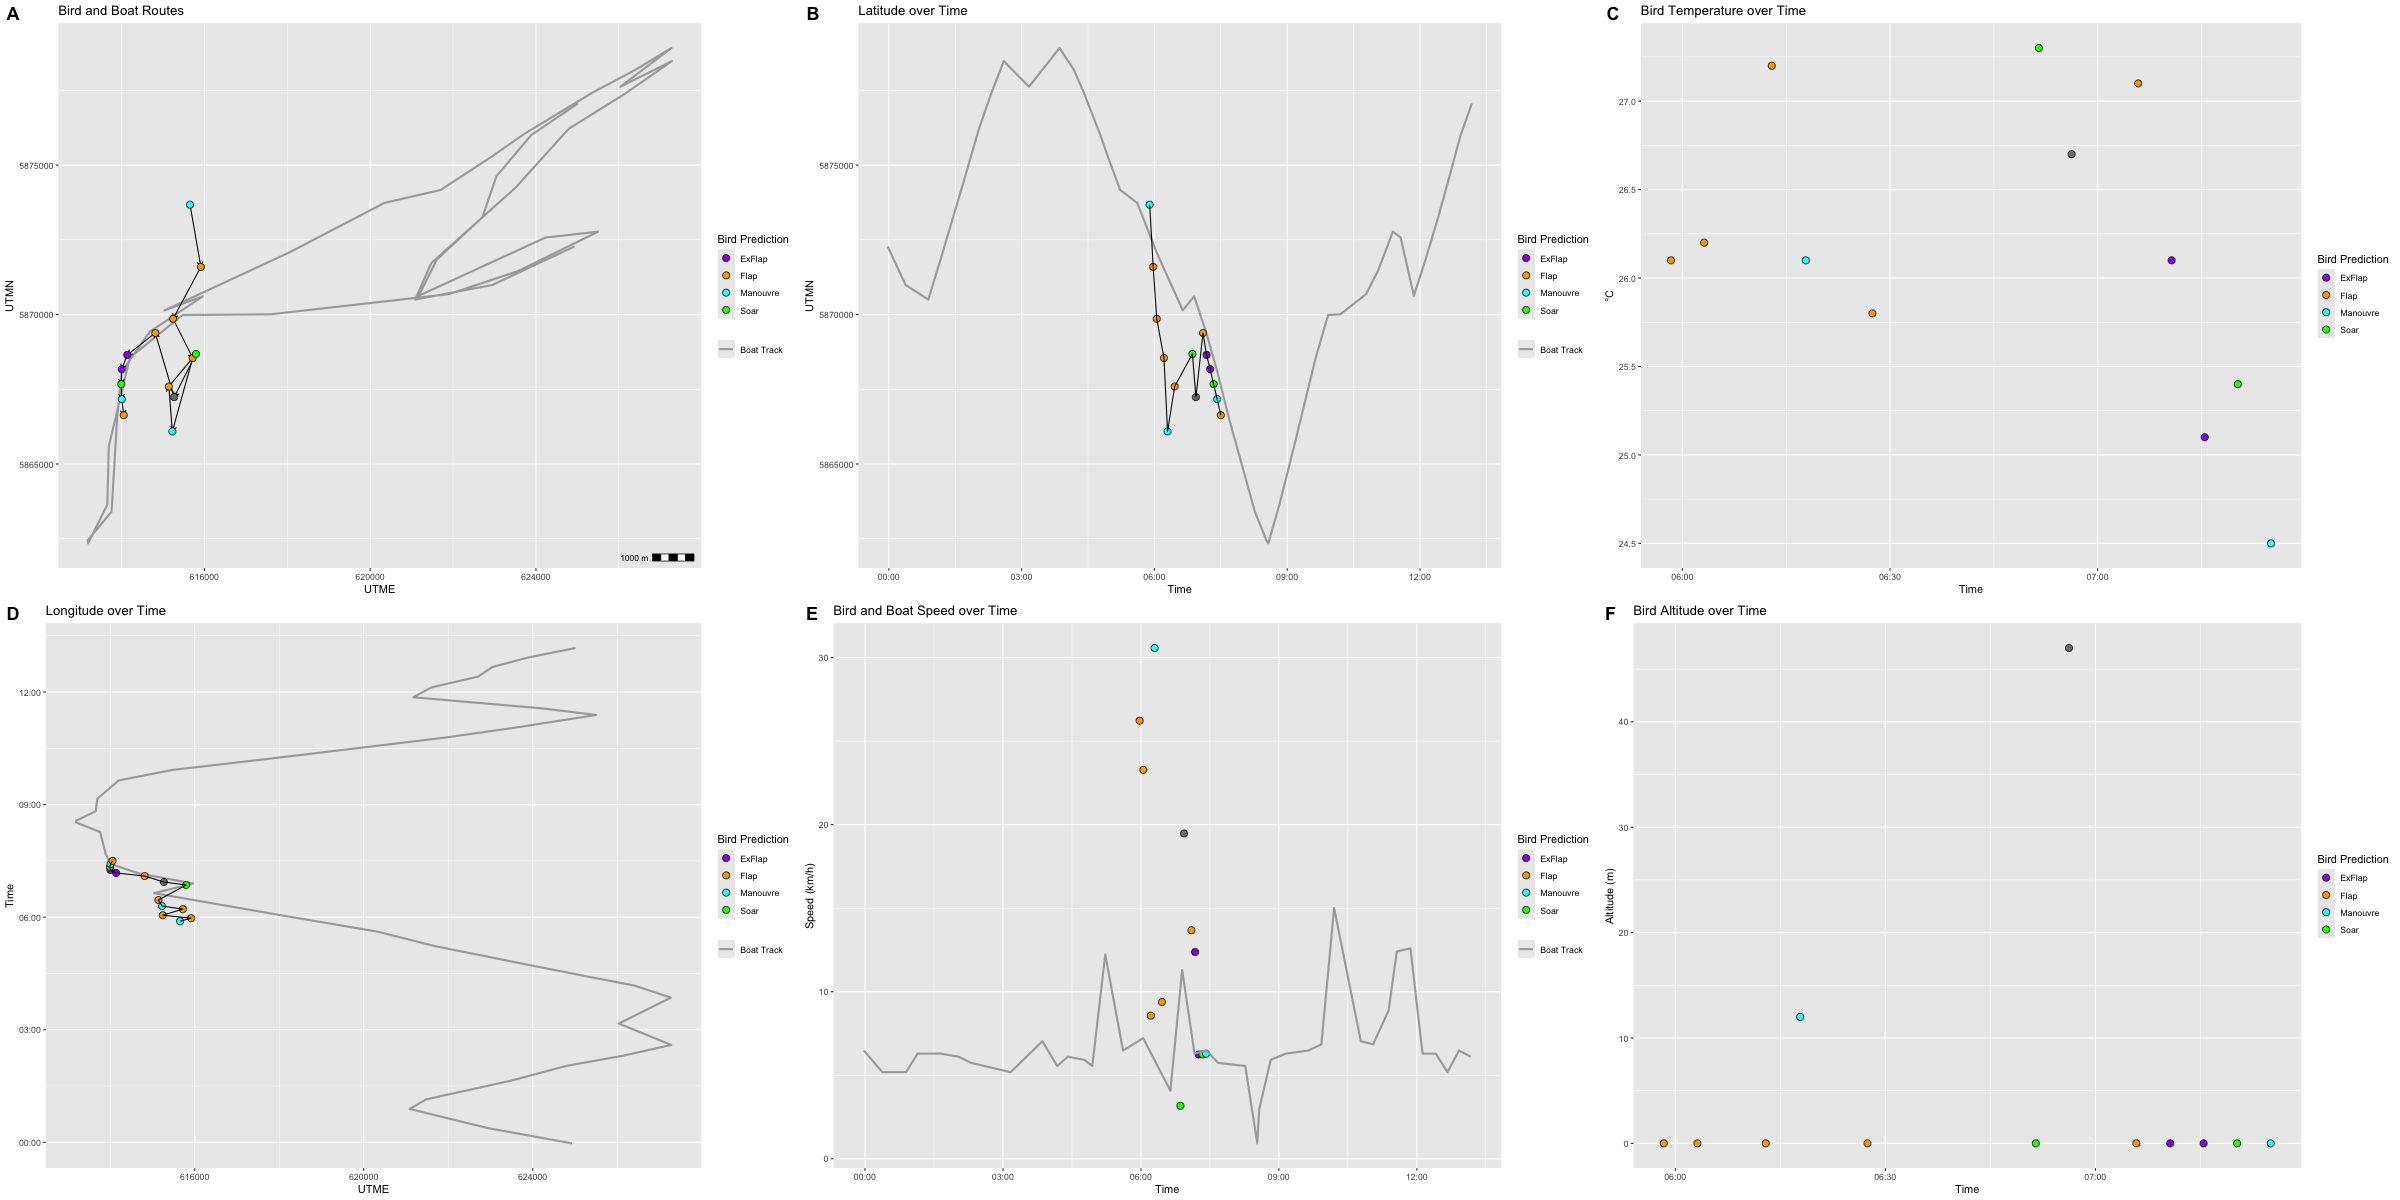 A Bird and Boat Routes
5875000
5870000
5865000
UTMN
616000 620000 624000
UTME
1000 m
Bird Prediction
ExFlap
Flap
Manouvre
Soar
Boat Track
B Latitude over Time
5875000
5870000
5865000
UTMN
00:00 03:00 06:00 09:00 12:00
Time
Bird Prediction
ExFlap
Flap
Manouvre
Soar
Boat Track
C Bird Temperature over Time
27.0
26.5
26.0
25.5
25.0
24.5
°C
06:00 06:30 07:00
Time
Bird Prediction
ExFlap
Flap
Manouvre
Soar
D Longitude over Time
12:00
09:00
06:00
03:00
00:00
Time
616000 620000 624000
UTME
Bird Prediction
ExFlap
Flap
Manouvre
Soar
Boat Track
E Bird and Boat Speed over Time
30
20
10
0
Speed (km/h)
00:00 03:00 06:00 09:00 12:00
Time
Bird Prediction
ExFlap
Flap
Manouvre
Soar
Boat Track
F Bird Altitude over Time
40
30
20
10
0
Altitude (m)
06:00 06:30 07:00
Time
Bird Prediction
ExFlap
Flap
Manouvre
Soar